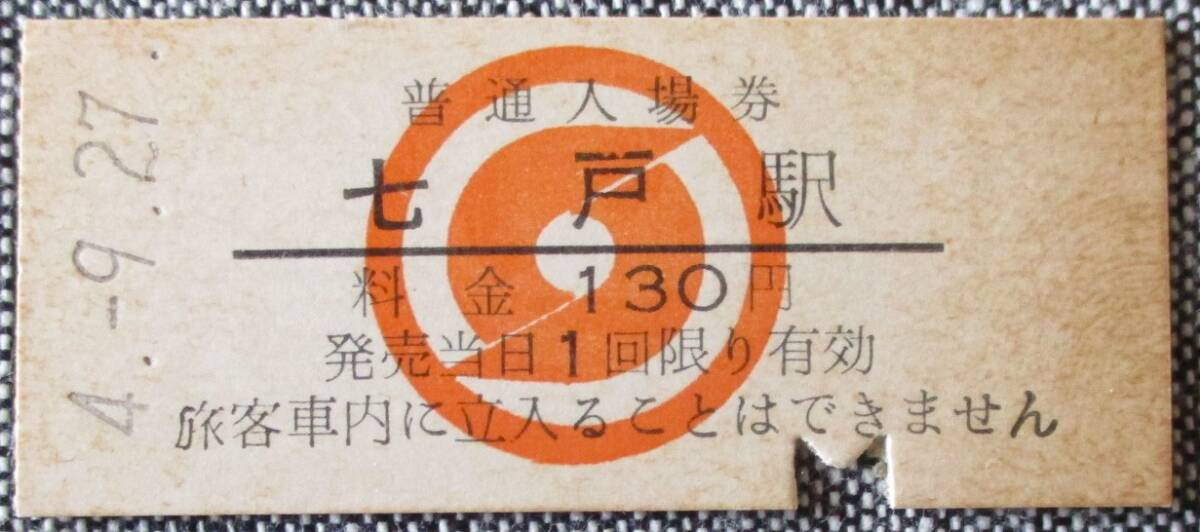 普通入場券
七戸駅
料金130円
発売当日1回限り有効
旅客車内に立入ることはできません
4.-9.27.